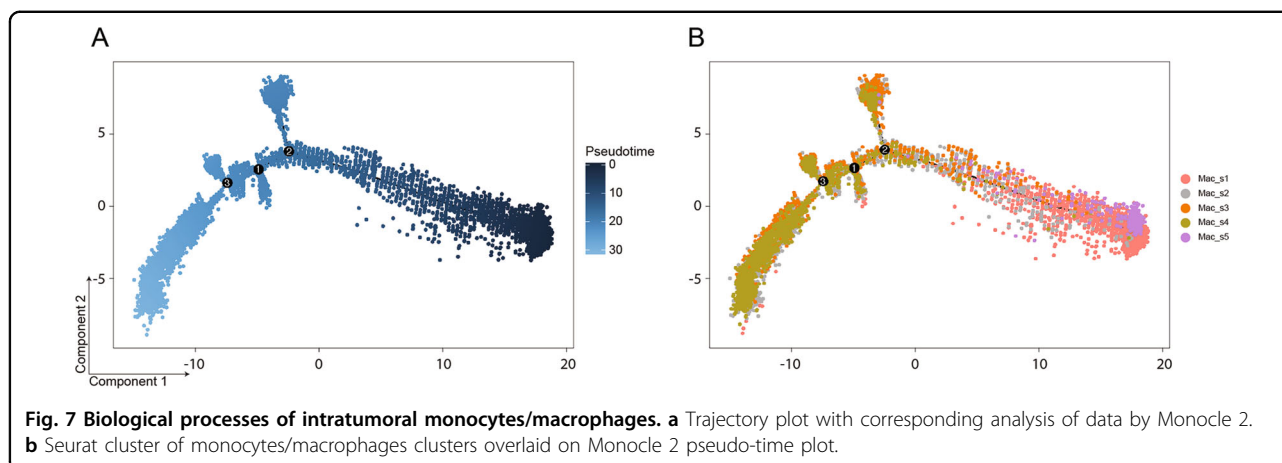 A
B
5
0
-5
Component 2
Component 1
-10
0
10
20
2
1
3
Pseudotime
0
10
20
30
5
0
-5
-10
0
10
20
2
1
3
Mac_s1
Mac_s2
Mac_s3
Mac_s4
Mac_s5
Fig. 7 Biological processes of intratumoral monocytes/macrophages. a Trajectory plot with corresponding analysis of data by Monocle 2.
b Seurat cluster of monocytes/macrophages clusters overlaid on Monocle 2 pseudo-time plot.